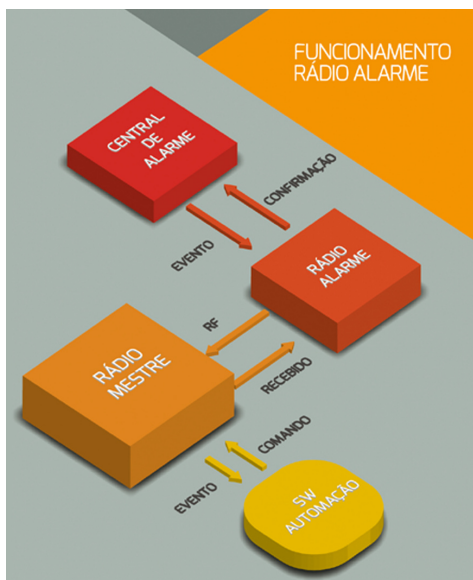 FUNCIONAMENTO
RÁDIO ALARME
CENTRAL
DE
ALARME
CONFIRMAÇÃO
EVENTO
RÁDIO
ALARME
RF
RÁDIO
MESTRE
RECEBIDO
COMANDO
EVENTO
SW
AUTOMAÇÃO